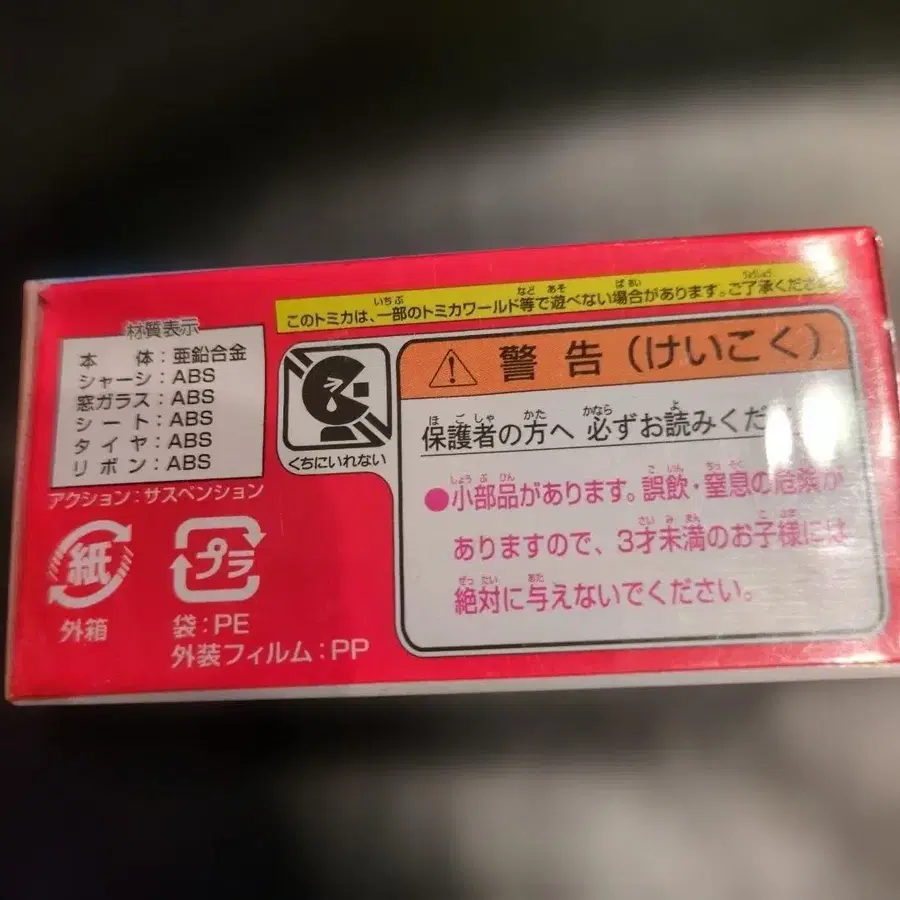 このトミカは、一部のトミカワールド等で遊べない場合があります。ご了承くださ
材質表示
本 体：亜鉛合金
シャーシ：ABS
窓ガラス：ABS
シート：ABS
タイヤ：ABS
リボン：ABS
アクション：サスペンション
紙
外箱
プラ
袋：PE
外装フィルム：PP
くちにいれない
警告（けいこく）
保護者の方へ 必ずお読みくだ
●小部品があります。誤飲・窒息の危険が
ありますので、3才未満のお子様には
絶対に与えないでください。